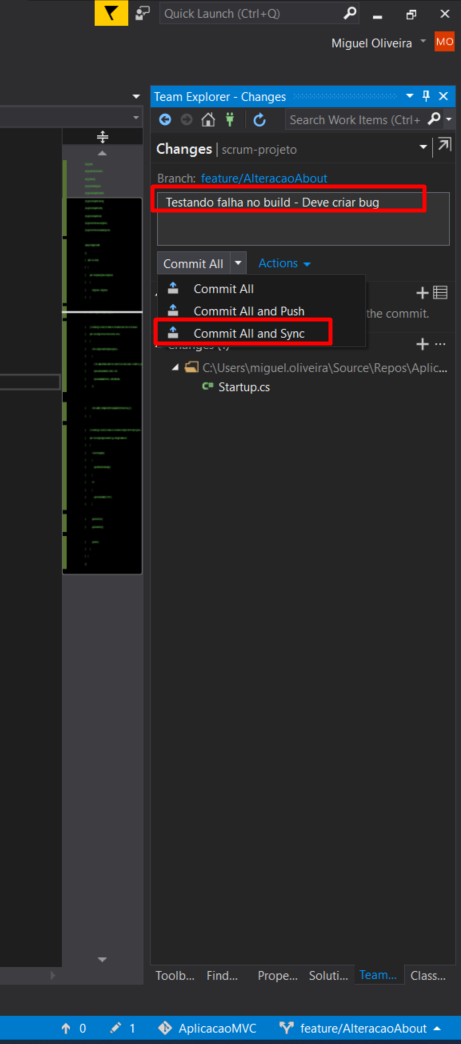 Quick Launch (Ctrl+Q)
Miguel Oliveira MO
Team Explorer - Changes
Search Work Items (Ctrl+
Changes | scrum-projeto
Branch: feature/AlteracaoAbout
Testando falha no build - Deve criar bug
Commit All Actions
Commit All
Commit All and Push
the commit.
Commit All and Sync
C:\Users\miguel.oliveira\Source\Repos\Aplic...
C# Startup.cs
Toolb... Find... Prope... Soluti... Team... Class...
0 1 AplicacaoMVC feature/AlteracaoAbout